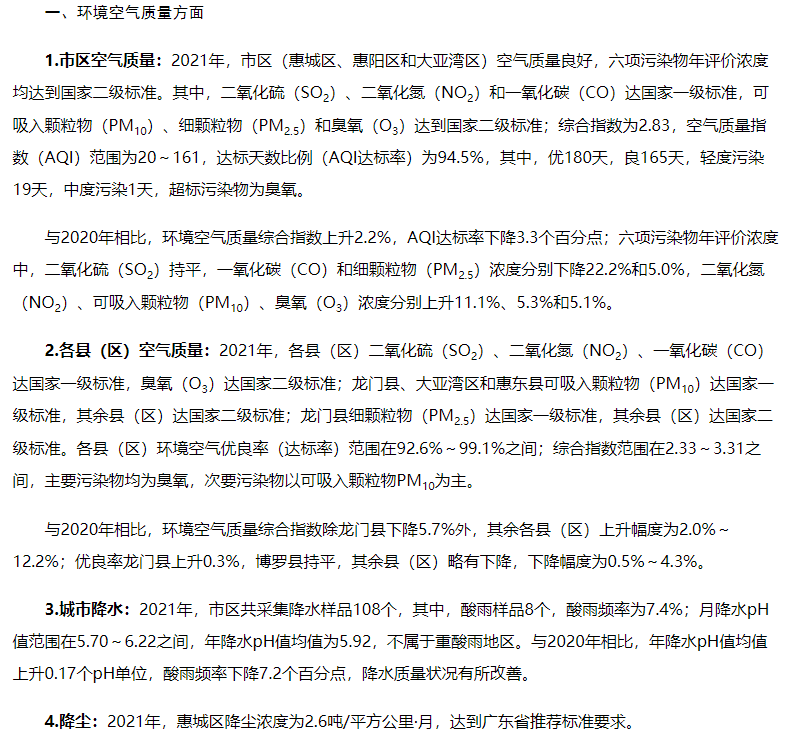 一、环境空气质量方面
1.市区空气质量：2021年，市区（惠城区、惠阳区和大亚湾区）空气质量良好，六项污染物年评价浓度
均达到国家二级标准。其中，二氧化硫（SO₂）、二氧化氮（NO₂）和一氧化碳（CO）达国家一级标准，可
吸入颗粒物（PM₁₀）、细颗粒物（PM₂.₅）和臭氧（O₃）达到国家二级标准；综合指数为2.83，空气质量指
数（AQI）范围为20～161，达标天数比例（AQI达标率）为94.5%，其中，优180天，良165天，轻度污染
19天，中度污染1天，超标污染物为臭氧。
与2020年相比，环境空气质量综合指数上升2.2%，AQI达标率下降3.3个百分点；六项污染物年评价浓度
中，二氧化硫（SO₂）持平，一氧化碳（CO）和细颗粒物（PM₂.₅）浓度分别下降22.2%和5.0%，二氧化氮
（NO₂）、可吸入颗粒物（PM₁₀）、臭氧（O₃）浓度分别上升11.1%、5.3%和5.1%。
2.各县（区）空气质量：2021年，各县（区）二氧化硫（SO₂）、二氧化氮（NO₂）、一氧化碳（CO）
达国家一级标准，臭氧（O₃）达国家二级标准；龙门县、大亚湾区和惠东县可吸入颗粒物（PM₁₀）达国家一
级标准，其余县（区）达国家二级标准；龙门县细颗粒物（PM₂.₅）达国家一级标准，其余县（区）达国家二
级标准。各县（区）环境空气优良率（达标率）范围在92.6%～99.1%之间；综合指数范围在2.33～3.31之
间，主要污染物均为臭氧，次要污染物以可吸入颗粒物PM₁₀为主。
与2020年相比，环境空气质量综合指数除龙门县下降5.7%外，其余各县（区）上升幅度为2.0%～
12.2%；优良率龙门县上升0.3%，博罗县持平，其余县（区）略有下降，下降幅度为0.5%～4.3%。
3.城市降水：2021年，市区共采集降水样品108个，其中，酸雨样品8个，酸雨频率为7.4%；月降水pH
值范围在5.70～6.22之间，年降水pH值均值为5.92，不属于重酸雨地区。与2020年相比，年降水pH值均值
上升0.17个pH单位，酸雨频率下降7.2个百分点，降水质量状况有所改善。
4.降尘：2021年，惠城区降尘浓度为2.6吨/平方公里·月，达到广东省推荐标准要求。